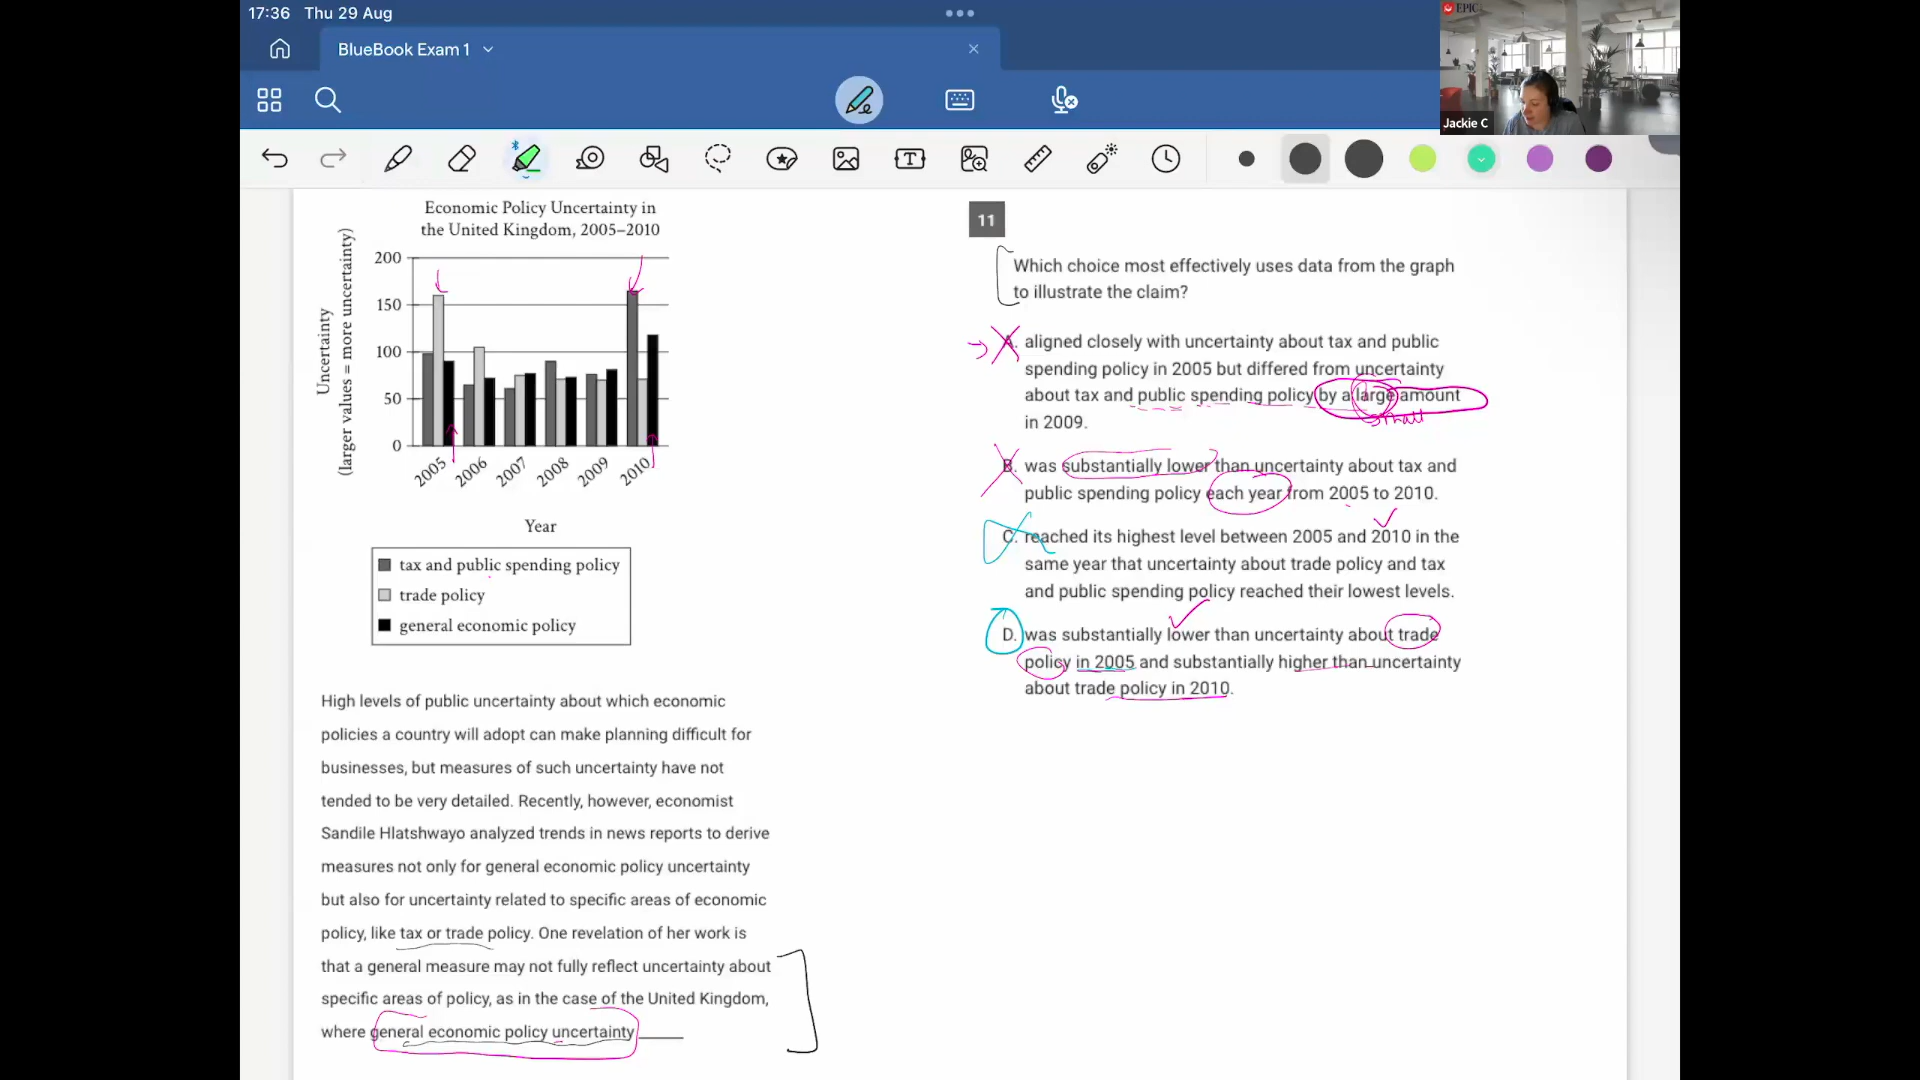 17:36 Thu 29 Aug
BlueBook Exam 1
EPIC
Jackie C
Economic Policy Uncertainty in
the United Kingdom, 2005–2010
Uncertainty
(larger values = more uncertainty)
200
150
100
50
0
2005 2006 2007 2008 2009 2010
Year
tax and public spending policy
trade policy
general economic policy
High levels of public uncertainty about which economic
policies a country will adopt can make planning difficult for
businesses, but measures of such uncertainty have not
tended to be very detailed. Recently, however, economist
Sandile Hlatshwayo analyzed trends in news reports to derive
measures not only for general economic policy uncertainty
but also for uncertainty related to specific areas of economic
policy, like tax or trade policy. One revelation of her work is
that a general measure may not fully reflect uncertainty about
specific areas of policy, as in the case of the United Kingdom,
where general economic policy uncertainty ______
11
Which choice most effectively uses data from the graph
to illustrate the claim?
A. aligned closely with uncertainty about tax and public
spending policy in 2005 but differed from uncertainty
about tax and public spending policy by a large amount
small
in 2009.
B. was substantially lower than uncertainty about tax and
public spending policy each year from 2005 to 2010.
C. reached its highest level between 2005 and 2010 in the
same year that uncertainty about trade policy and tax
and public spending policy reached their lowest levels.
D. was substantially lower than uncertainty about trade
policy in 2005 and substantially higher than uncertainty
about trade policy in 2010.